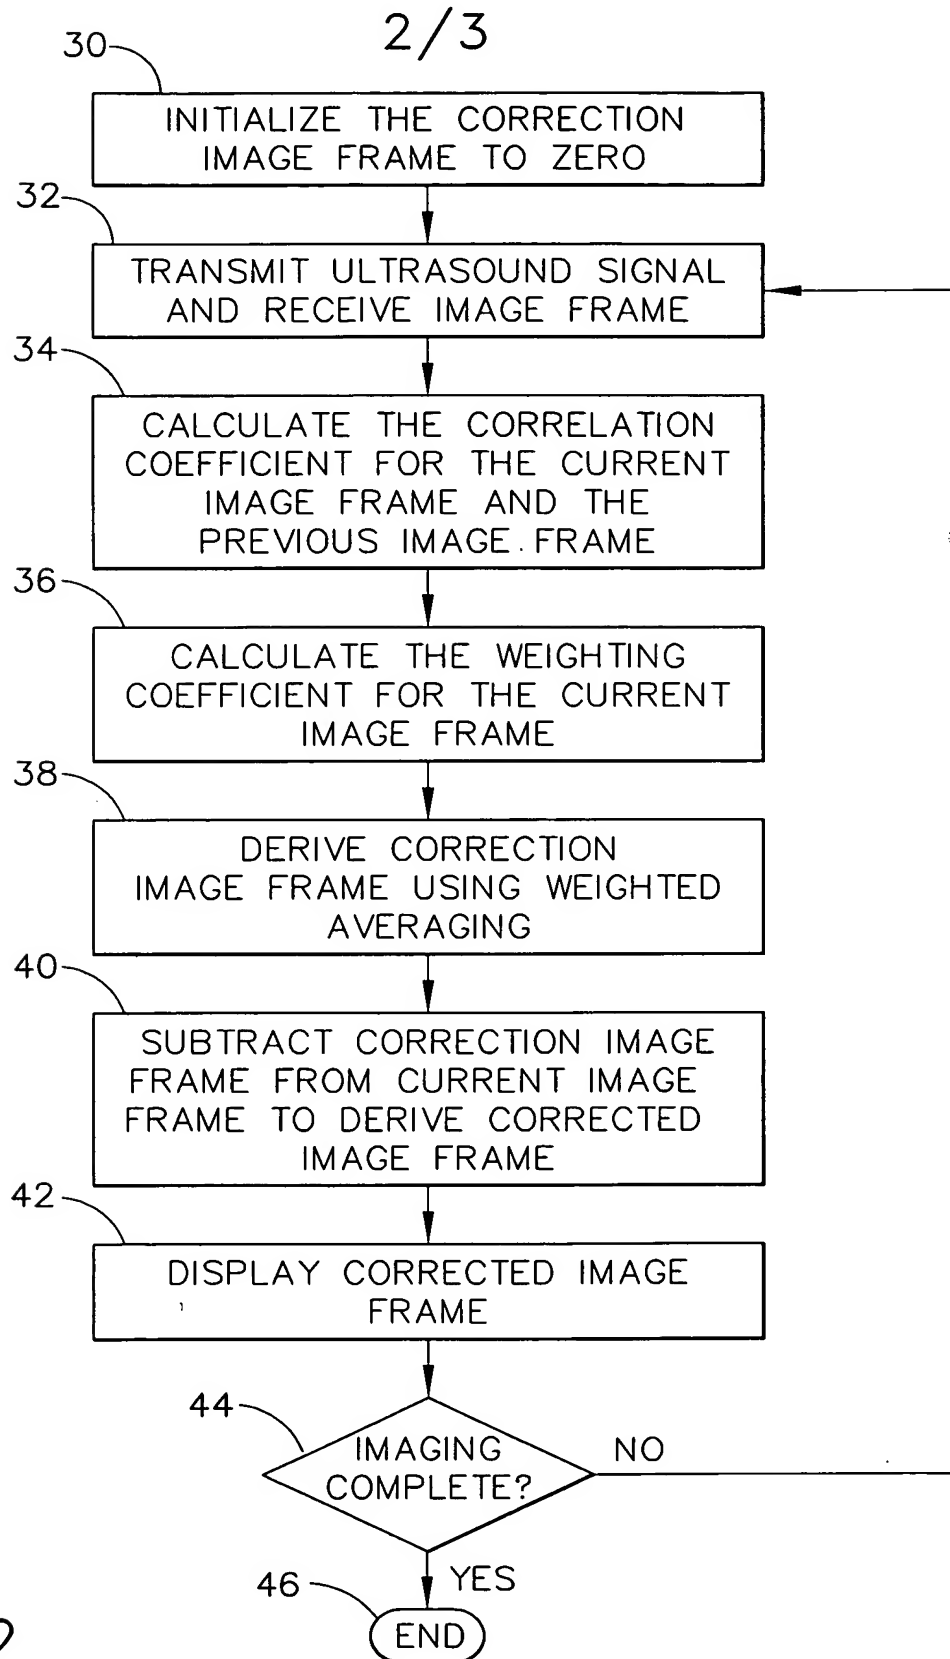 2/3
30
INITIALIZE THE CORRECTION
IMAGE FRAME TO ZERO
32
TRANSMIT ULTRASOUND SIGNAL
AND RECEIVE IMAGE FRAME
34
CALCULATE THE CORRELATION
COEFFICIENT FOR THE CURRENT
IMAGE FRAME AND THE
PREVIOUS IMAGE FRAME
36
CALCULATE THE WEIGHTING
COEFFICIENT FOR THE CURRENT
IMAGE FRAME
38
DERIVE CORRECTION
IMAGE FRAME USING WEIGHTED
AVERAGING
40
SUBTRACT CORRECTION IMAGE
FRAME FROM CURRENT IMAGE
FRAME TO DERIVE CORRECTED
IMAGE FRAME
42
DISPLAY CORRECTED IMAGE
FRAME
44
IMAGING
COMPLETE?
NO
YES
46
END